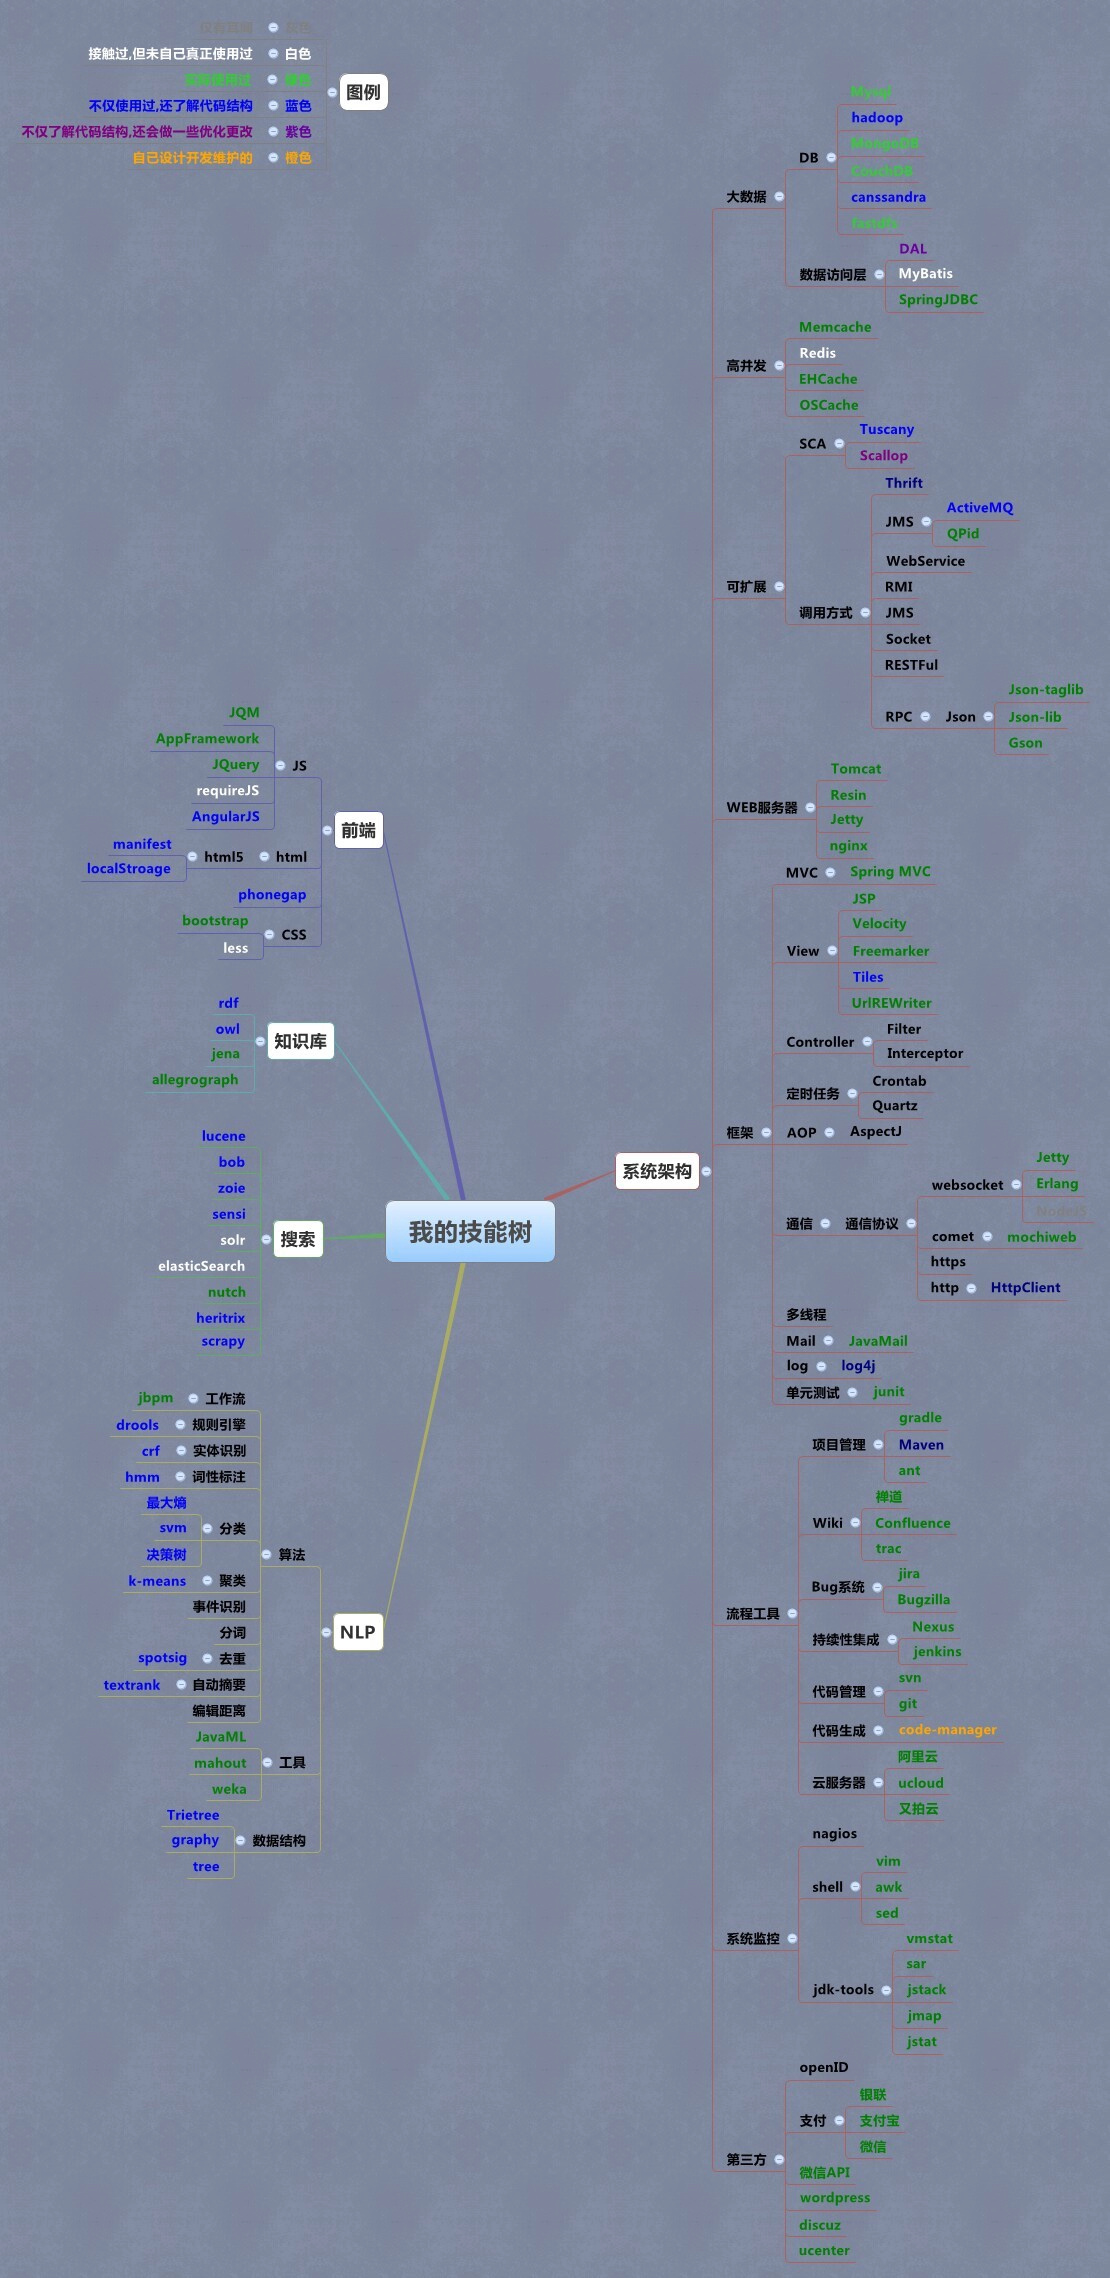 灰色
接触过,但未自己真正使用过
白色
绿色
不仅使用过,还了解代码结构
蓝色
不仅了解代码结构,还会做一些优化更改
紫色
自已设计开发维护的
橙色
图例
JQM
AppFramework
JQuery
requireJS
AngularJS
JS
manifest
localStroage
html5
html
phonegap
bootstrap
less
CSS
前端
rdf
owl
jena
allegrograph
知识库
lucene
bob
zoie
sensi
solr
elasticSearch
nutch
heritrix
scrapy
搜索
我的技能树
jbpm
工作流
drools
规则引擎
crf
实体识别
hmm
词性标注
最大熵
svm
决策树
分类
k-means
聚类
事件识别
分词
spotsig
去重
textrank
自动摘要
编辑距离
算法
JavaML
mahout
weka
工具
Trietree
graphy
tree
数据结构
NLP
系统架构
大数据
DB
Mysql
hadoop
MongoDB
CouchDB
canssandra
fastdfs
数据访问层
DAL
MyBatis
SpringJDBC
高并发
Memcache
Redis
EHCache
OSCache
可扩展
SCA
Tuscany
Scallop
调用方式
Thrift
JMS
ActiveMQ
QPid
WebService
RMI
JMS
Socket
RESTFul
RPC
Json
Json-taglib
Json-lib
Gson
WEB服务器
Tomcat
Resin
Jetty
nginx
框架
MVC
Spring MVC
View
JSP
Velocity
Freemarker
Tiles
UrlREWriter
Controller
Filter
Interceptor
定时任务
Crontab
Quartz
AOP
AspectJ
通信
通信协议
websocket
Jetty
Erlang
NodeJS
comet
mochiweb
https
http
HttpClient
多线程
Mail
JavaMail
log
log4j
单元测试
junit
流程工具
项目管理
gradle
Maven
ant
Wiki
禅道
Confluence
trac
Bug系统
jira
Bugzilla
持续性集成
Nexus
jenkins
代码管理
svn
git
代码生成
code-manager
云服务器
阿里云
ucloud
又拍云
系统监控
nagios
shell
vim
awk
sed
jdk-tools
vmstat
sar
jstack
jmap
jstat
第三方
openID
支付
银联
支付宝
微信
微信API
wordpress
discuz
ucenter